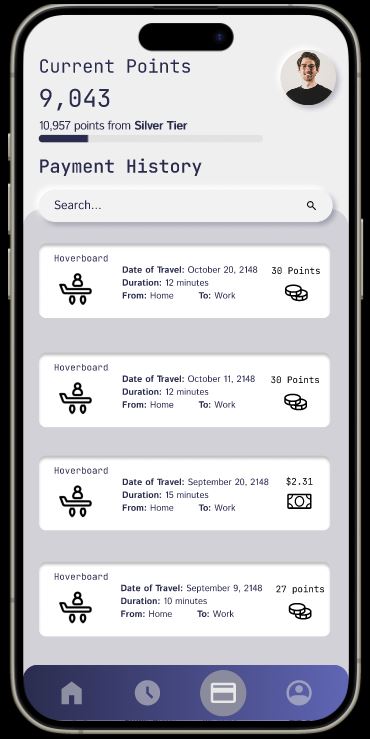 Current Points
9,043
10,957 points from Silver Tier
Payment History
Search...
Hoverboard
Date of Travel: October 20, 2148
Duration: 12 minutes
From: Home To: Work
30 Points
Hoverboard
Date of Travel: October 11, 2148
Duration: 12 minutes
From: Home To: Work
30 Points
Hoverboard
Date of Travel: September 20, 2148
Duration: 15 minutes
From: Home To: Work
$2.31
Hoverboard
Date of Travel: September 9, 2148
Duration: 10 minutes
From: Home To: Work
27 points